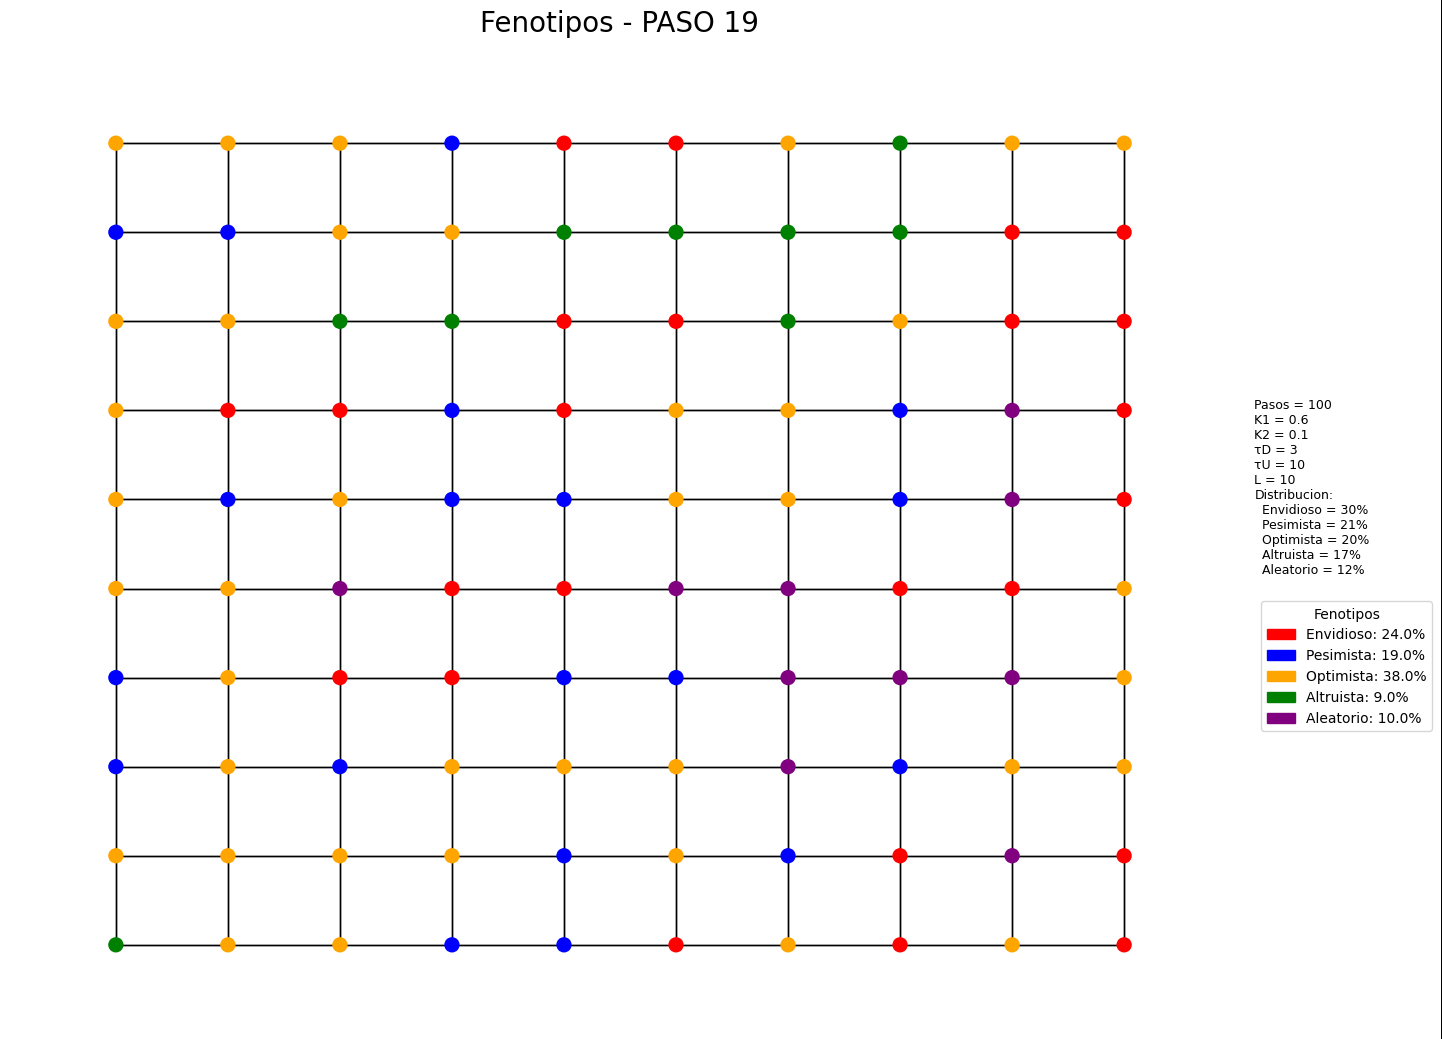 Fenotipos - PASO 19
Pasos = 100
K1 = 0.6
K2 = 0.1
τD = 3
τU = 10
L = 10
Distribucion:
Envidioso = 30%
Pesimista = 21%
Optimista = 20%
Altruista = 17%
Aleatorio = 12%
Fenotipos
Envidioso: 24.0%
Pesimista: 19.0%
Optimista: 38.0%
Altruista: 9.0%
Aleatorio: 10.0%